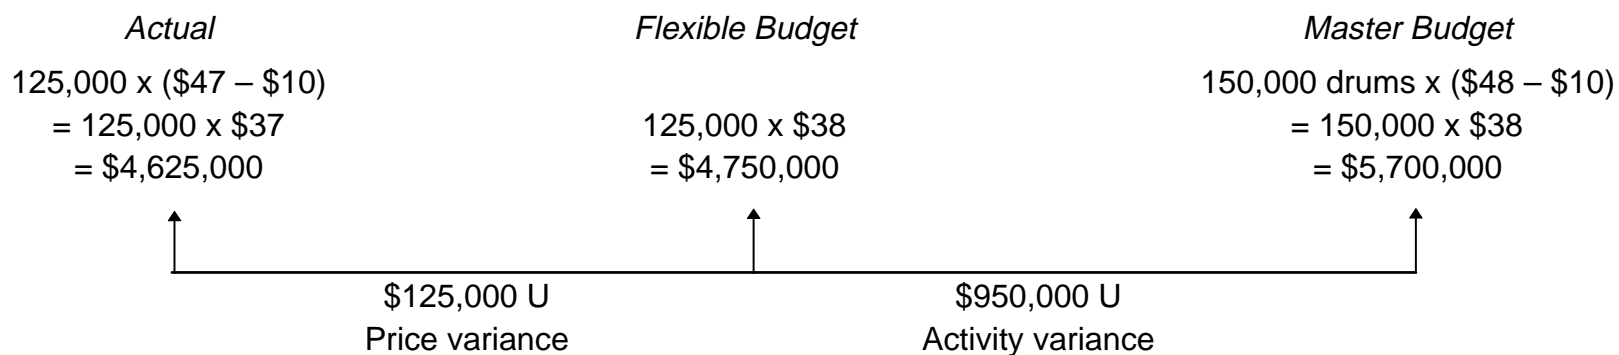 Actual
Flexible Budget
Master Budget
125,000 x ($47 – $10)
150,000 drums x ($48 – $10)
= 125,000 x $37
125,000 x $38
= 150,000 x $38
= $4,625,000
= $4,750,000
= $5,700,000
$125,000 U
$950,000 U
Price variance
Activity variance